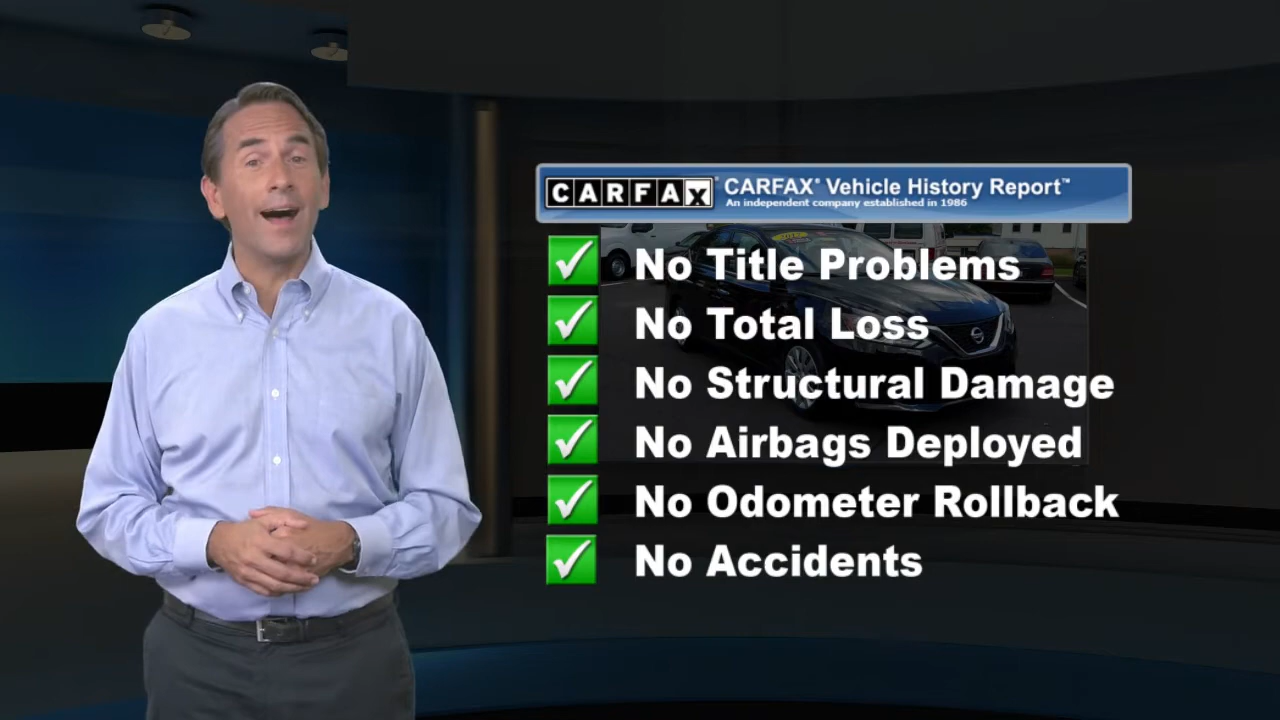 CARFAX® CARFAX® Vehicle History Report™
An independent company established in 1986
No Title Problems
No Total Loss
No Structural Damage
No Airbags Deployed
No Odometer Rollback
No Accidents